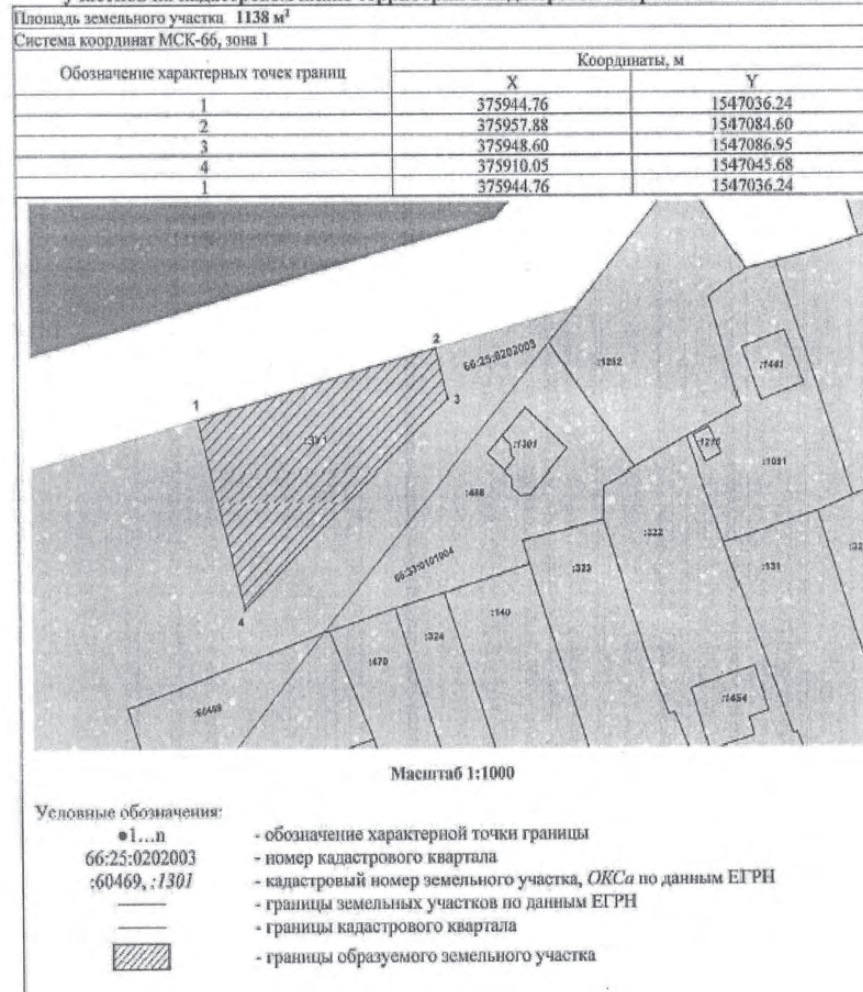 Площадь земельного участка 1138 м²
Система координат МСК-66, зона 1
Обозначение характерных точек границ
Координаты, м
X Y
1 375944.76 1547036.24
2 375957.88 1547084.60
3 375948.60 1547086.95
4 375910.05 1547045.68
1 375944.76 1547036.24
2
66:25:0202003
:1441
3
1
:1301
:1091
:488
:322
66:33:0101004
:323
:131
4
:140
:324
:470
:1454
Масштаб 1:1000
Условные обозначения:
●1...n - обозначение характерной точки границы
66:25:0202003 - номер кадастрового квартала
:60469, :1301 - кадастровый номер земельного участка, ОКСа по данным ЕГРН
- границы земельных участков по данным ЕГРН
- границы кадастрового квартала
- границы образуемого земельного участка